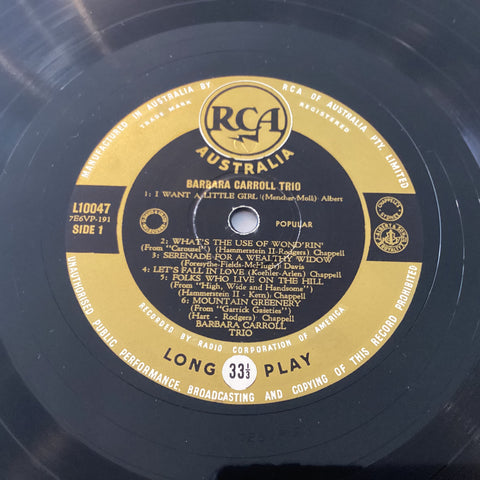 MANUFACTURED IN AUSTRALIA BY RCA OF AUSTRALIA PTY. LIMITED
TRADE MARK
REGISTERED
RCA
AUSTRALIA
BARBARA CARROLL TRIO
1: I WANT A LITTLE GIRL (Mencher-Moll) Albert
L10047
7E6VP-191
SIDE 1
POPULAR
CHAPPELL
SYDNEY
2: WHAT'S THE USE OF WOND'RIN'
(From "Carousel") (Hammerstein II-Rodgers) Chappell
3: SERENADE FOR A WEALTHY WIDOW
(Forsythe-Fields-McHugh) Davis
4: LET'S FALL IN LOVE (Koehler-Arlen) Chappell
5: FOLKS WHO LIVE ON THE HILL
(From "High, Wide and Handsome")
(Hammerstein II - Kern) Chappell
6: MOUNTAIN GREENERY
(From "Garrick Gaieties")
(Hart - Rodgers) Chappell
BARBARA CARROLL
TRIO
RECORDED BY RADIO CORPORATION OF AMERICA
LONG 33⅓ PLAY
UNAUTHORISED PUBLIC PERFORMANCE, BROADCASTING AND COPYING OF THIS RECORD PROHIBITED